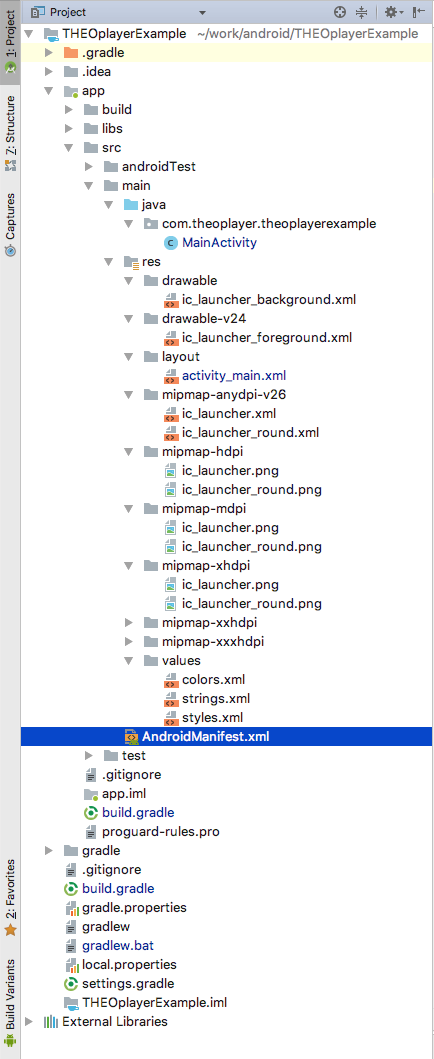 Project
THEOplayerExample ~/work/android/THEOplayerExample
.gradle
.idea
app
build
libs
src
androidTest
main
java
com.theoplayer.theoplayerexample
C MainActivity
res
drawable
ic_launcher_background.xml
drawable-v24
ic_launcher_foreground.xml
layout
activity_main.xml
mipmap-anydpi-v26
ic_launcher.xml
ic_launcher_round.xml
mipmap-hdpi
ic_launcher.png
ic_launcher_round.png
mipmap-mdpi
ic_launcher.png
ic_launcher_round.png
mipmap-xhdpi
ic_launcher.png
ic_launcher_round.png
mipmap-xxhdpi
mipmap-xxxhdpi
values
colors.xml
strings.xml
styles.xml
AndroidManifest.xml
test
.gitignore
app.iml
build.gradle
proguard-rules.pro
gradle
.gitignore
build.gradle
gradle.properties
gradlew
gradlew.bat
local.properties
settings.gradle
THEOplayerExample.iml
External Libraries
1: Project
7: Structure
Captures
2: Favorites
Build Variants